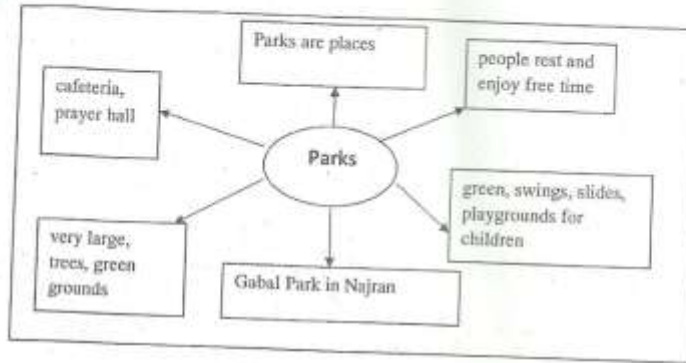 Parks are places
people rest and
enjoy free time
cafeteria,
prayer hall
Parks
green, swings, slides,
playgrounds for
children
very large,
trees, green
grounds
Gabal Park in Najran